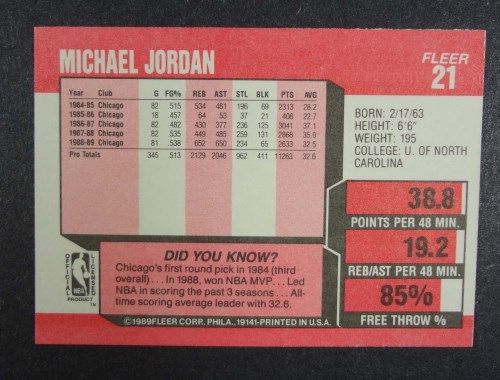 MICHAEL JORDAN
FLEER
21
Year Club G FG% REB AST STL BLK PTS AVG
1984-85 Chicago 82 .515 534 481 196 69 2313 28.2
1985-86 Chicago 18 .457 64 53 37 21 408 22.7
1986-87 Chicago 82 .482 430 377 236 125 3041 37.1
1987-88 Chicago 82 .535 449 485 259 131 2868 35.0
1988-89 Chicago 81 .538 652 650 234 65 2633 32.5
Pro Totals 345 .513 2129 2046 962 411 11263 32.6
BORN: 2/17/63
HEIGHT: 6'6"
WEIGHT: 195
COLLEGE: U. OF NORTH
CAROLINA
38.8
POINTS PER 48 MIN.
19.2
REB/AST PER 48 MIN.
85%
FREE THROW %
OFFICIAL LICENSED
NBA
PRODUCT
TM
DID YOU KNOW?
Chicago's first round pick in 1984 (third
overall) . . . In 1988, won NBA MVP. . . Led
NBA in scoring the past 3 seasons . . . All-
time scoring average leader with 32.6.
©1989FLEER CORP. PHILA., 19141-PRINTED IN U.S.A.